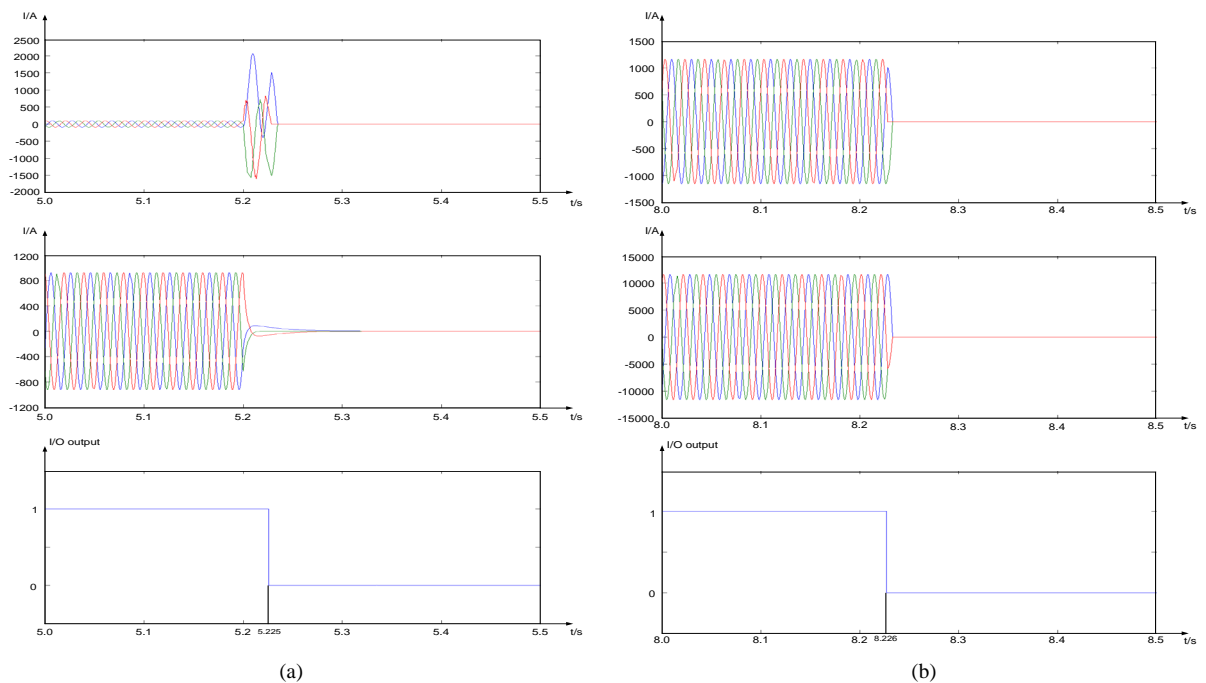 I/A
2500
2000
1500
1000
500
0
-500
-1000
-1500
-2000
5.0 5.1 5.2 5.3 5.4 5.5
t/s
I/A
1200
800
400
0
-400
-800
-1200
5.0 5.1 5.2 5.3 5.4 5.5
t/s
I/O output
1
0
5.0 5.1 5.2 5.225 5.3 5.4 5.5
t/s
(a)
I/A
1500
1000
500
0
-500
-1000
-1500
8.0 8.1 8.2 8.3 8.4 8.5
t/s
I/A
15000
10000
5000
0
-5000
-10000
-15000
8.0 8.1 8.2 8.3 8.4 8.5
t/s
I/O output
1
0
8.0 8.1 8.2 8.226 8.3 8.4 8.5
t/s
(b)